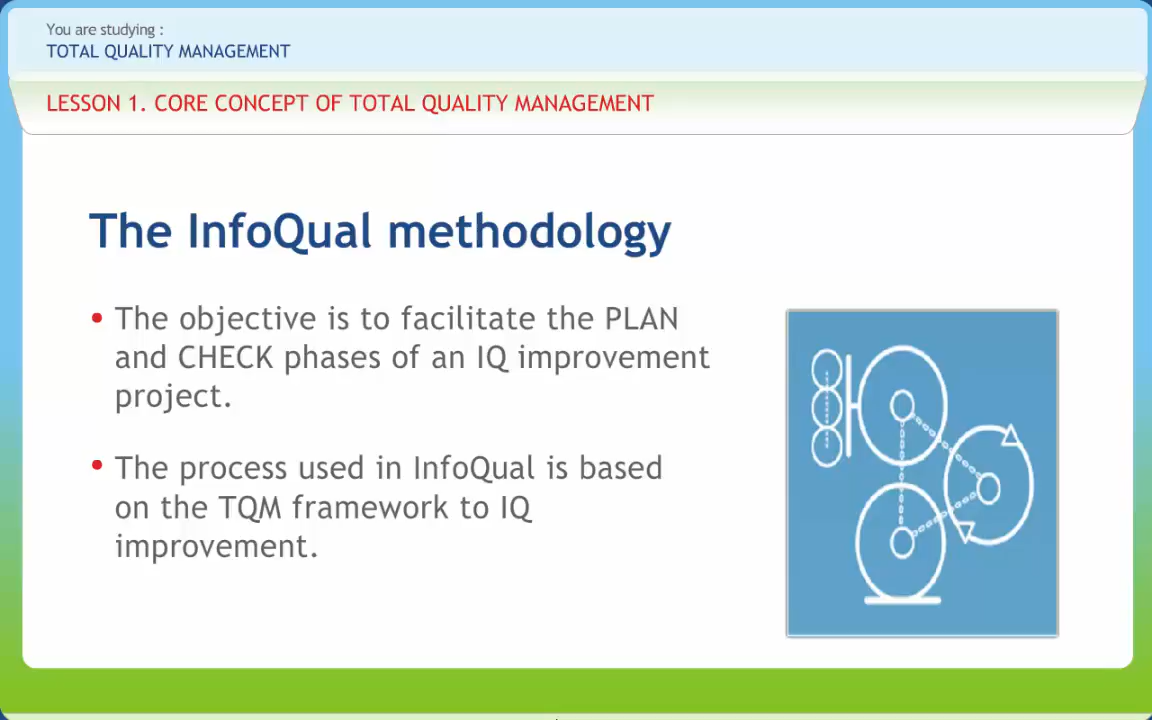 You are studying :
TOTAL QUALITY MANAGEMENT
LESSON 1. CORE CONCEPT OF TOTAL QUALITY MANAGEMENT
The InfoQual methodology
• The objective is to facilitate the PLAN
and CHECK phases of an IQ improvement
project.
• The process used in InfoQual is based
on the TQM framework to IQ
improvement.